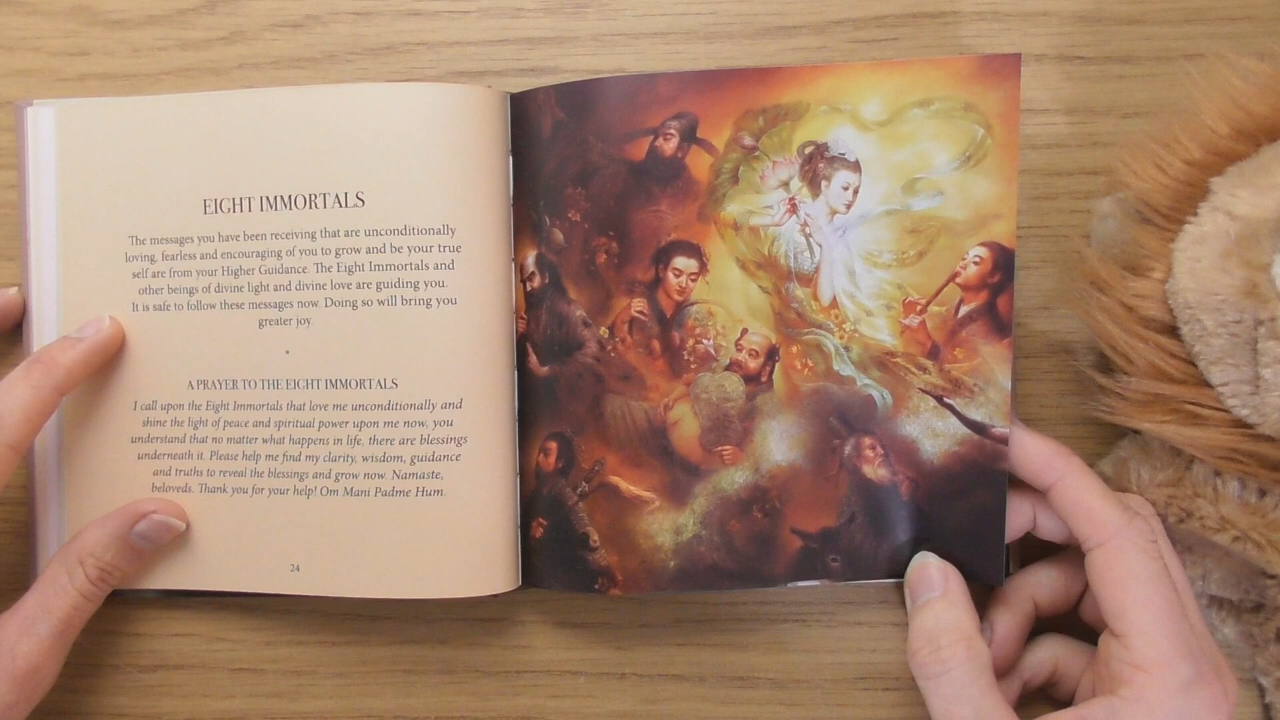 EIGHT IMMORTALS
The messages you have been receiving that are unconditionally
loving, fearless and encouraging of you to grow and be your true
self are from your Higher Guidance. The Eight Immortals and
other beings of divine light and divine love are guiding you.
It is safe to follow these messages now. Doing so will bring you
greater joy.
*
A PRAYER TO THE EIGHT IMMORTALS
I call upon the Eight Immortals that love me unconditionally and
shine the light of peace and spiritual power upon me now, you
understand that no matter what happens in life, there are blessings
underneath it. Please help me find my clarity, wisdom, guidance
and truths to reveal the blessings and grow now. Namaste,
beloveds. Thank you for your help! Om Mani Padme Hum.
24